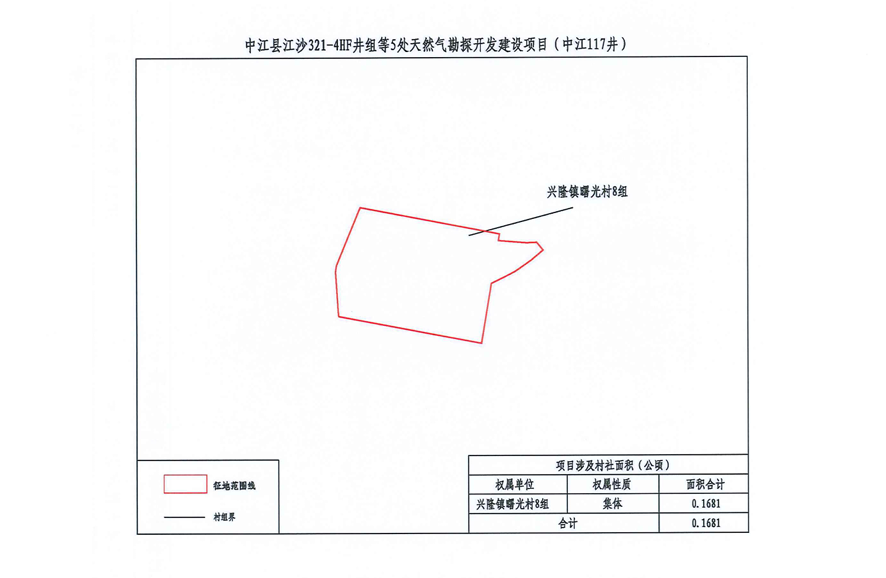 中江县江沙321-4HF井组等5处天然气勘探开发建设项目（中江117井）
兴隆镇曙光村8组
征地范围线
村组界
项目涉及村社面积（公顷）
权属单位 权属性质 面积合计
兴隆镇曙光村8组 集体 0.1681
合计 0.1681